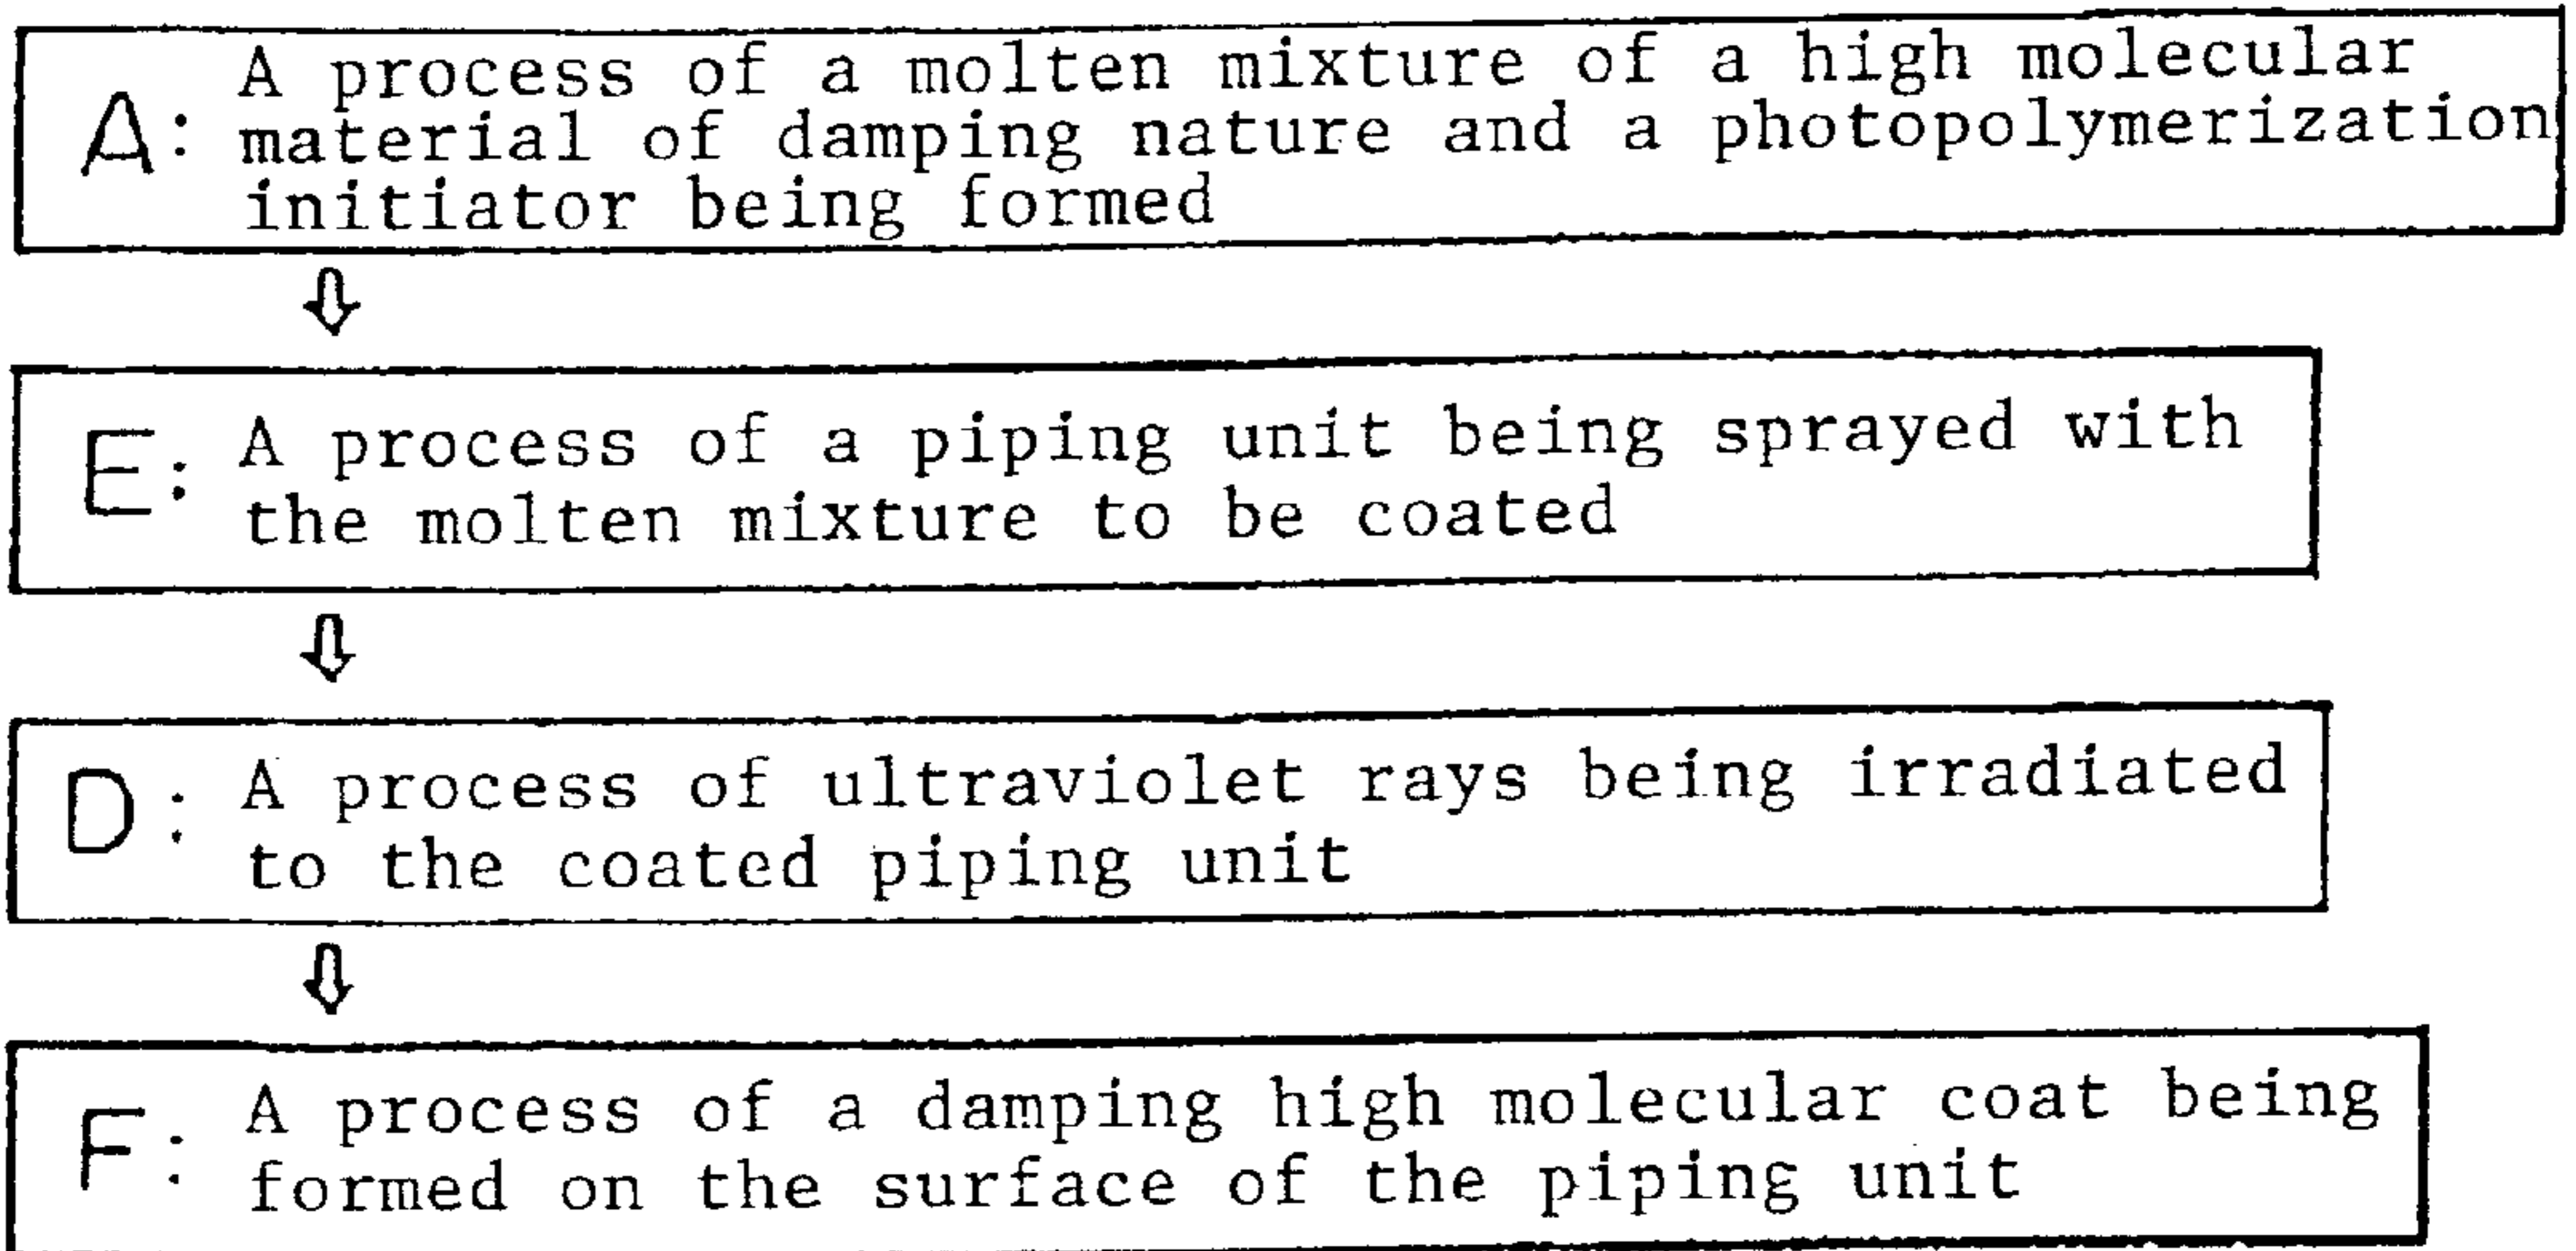 A: A process of a molten mixture of a high molecular
material of damping nature and a photopolymerization
initiator being formed
E: A process of a piping unit being sprayed with
the molten mixture to be coated
D: A process of ultraviolet rays being irradiated
to the coated piping unit
F: A process of a damping high molecular coat being
formed on the surface of the piping unit